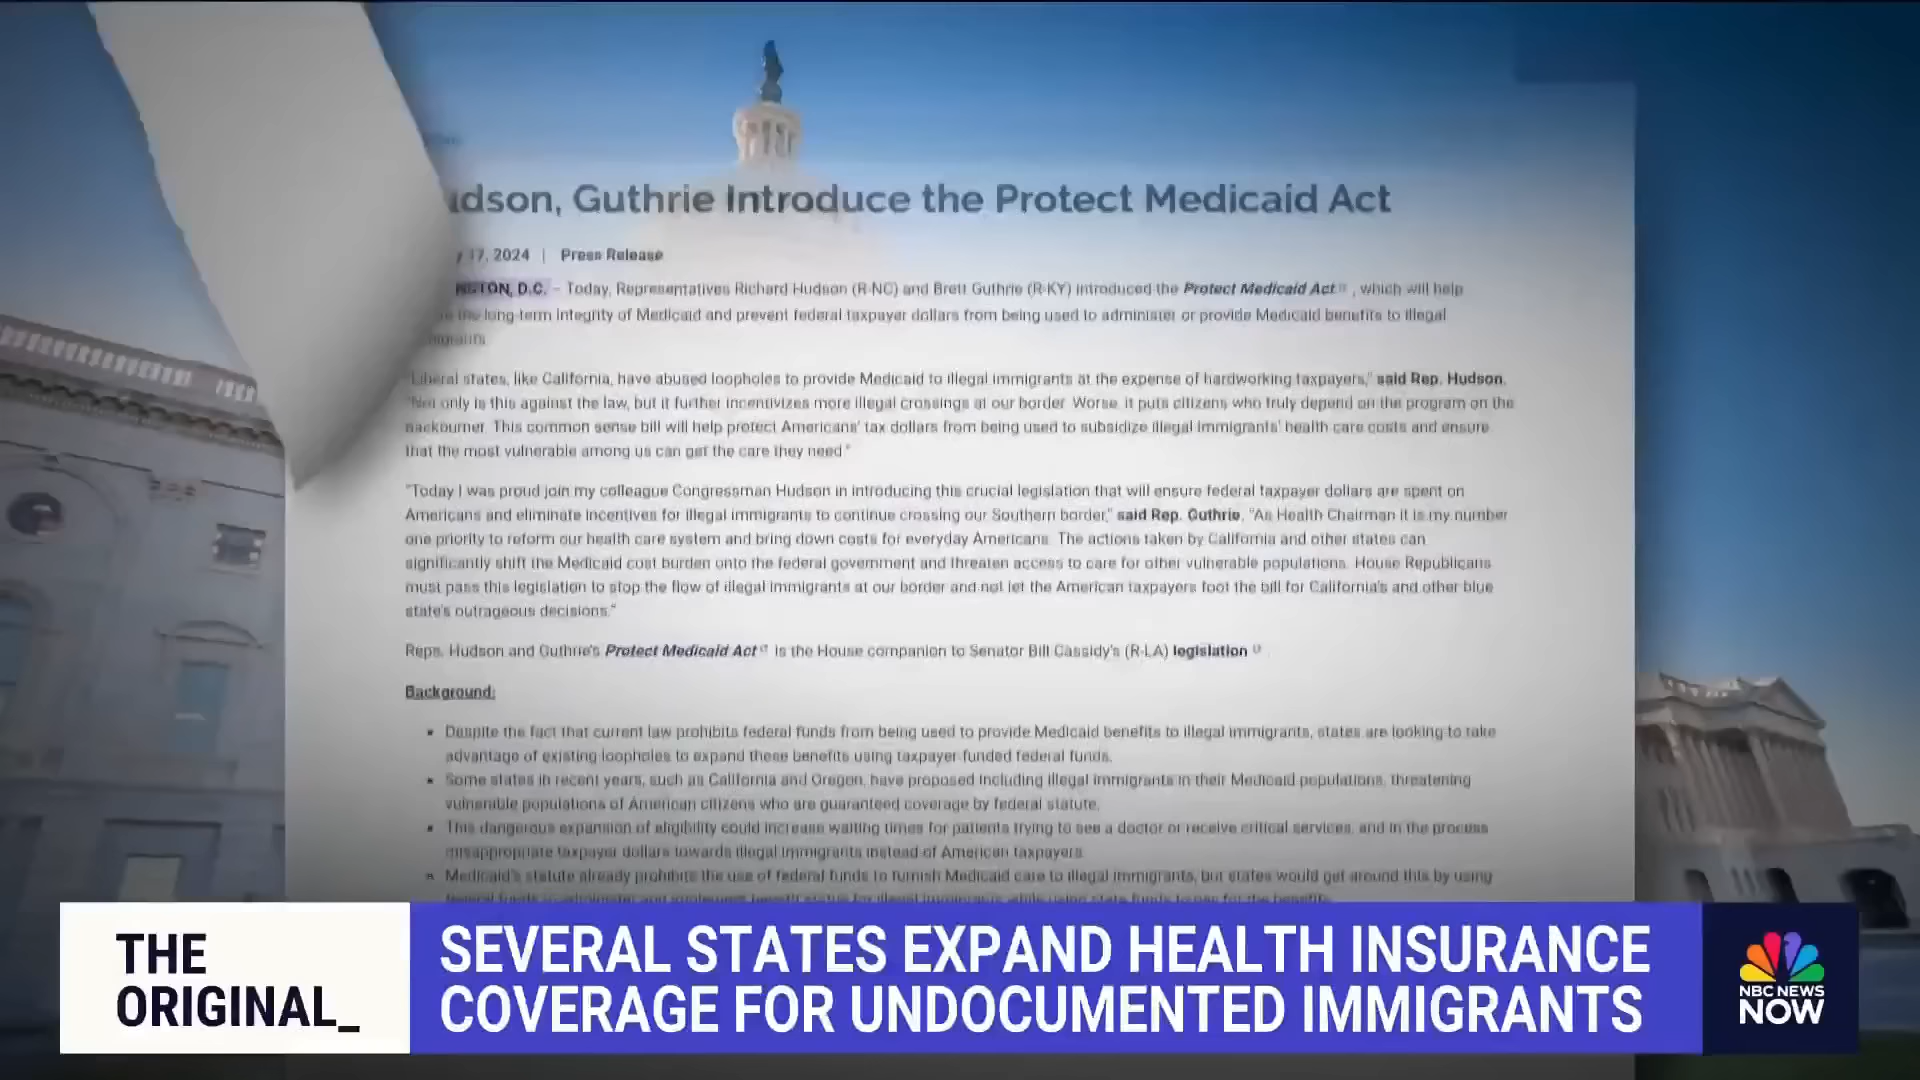 udson, Guthrie Introduce the Protect Medicaid Act
17, 2024 | Press Release
NGTON, D.C. – Today, Representatives Richard Hudson (R-NC) and Brett Guthrie (R-KY) introduced the Protect Medicaid Act , which will help
the long-term integrity of Medicaid and prevent federal taxpayer dollars from being used to administer or provide Medicaid benefits to illegal
"Liberal states, like California, have abused loopholes to provide Medicaid to illegal immigrants at the expense of hardworking taxpayers," said Rep. Hudson.
"Not only is this against the law, but it further incentivizes more illegal crossings at our border. Worse, it puts citizens who truly depend on the program on the
backburner. This common sense bill will help protect Americans' tax dollars from being used to subsidize illegal immigrants' health care costs and ensure
that the most vulnerable among us can get the care they need."
"Today I was proud join my colleague Congressman Hudson in introducing this crucial legislation that will ensure federal taxpayer dollars are spent on
Americans and eliminate incentives for illegal immigrants to continue crossing our Southern border," said Rep. Guthrie. "As Health Chairman it is my number
one priority to reform our health care system and bring down costs for everyday Americans. The actions taken by California and other states can
significantly shift the Medicaid cost burden onto the federal government and threaten access to care for other vulnerable populations. House Republicans
must pass this legislation to stop the flow of illegal immigrants at our border and not let the American taxpayers foot the bill for California's and other blue
state's outrageous decisions."
Reps. Hudson and Guthrie's Protect Medicaid Act is the House companion to Senator Bill Cassidy's (R-LA) legislation .
Background:
▪ Despite the fact that current law prohibits federal funds from being used to provide Medicaid benefits to illegal immigrants, states are looking to take
advantage of existing loopholes to expand these benefits using taxpayer-funded federal funds.
▪ Some states in recent years, such as California and Oregon, have proposed including illegal immigrants in their Medicaid populations, threatening
vulnerable populations of American citizens who are guaranteed coverage by federal statute.
▪ This dangerous expansion of eligibility could increase waiting times for patients trying to see a doctor or receive critical services, and in the process
misappropriate taxpayer dollars towards illegal immigrants instead of American taxpayers.
▪ Medicaid's statute already prohibits the use of federal funds to furnish Medicaid care to illegal immigrants, but states would get around this by using
THE
ORIGINAL_
SEVERAL STATES EXPAND HEALTH INSURANCE
COVERAGE FOR UNDOCUMENTED IMMIGRANTS
NBC NEWS
NOW